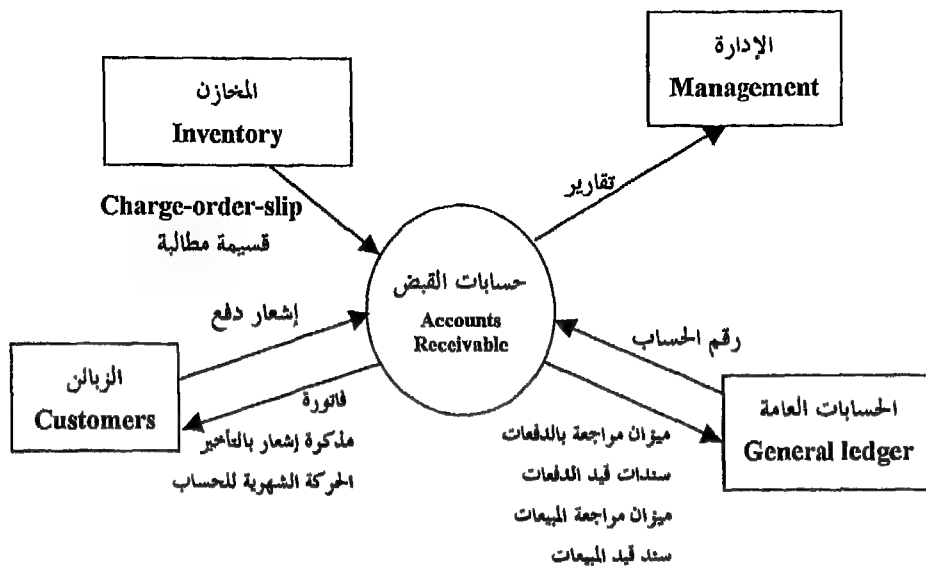 الإدارة
Management
المخازن
Inventory
تقارير
Charge-order-slip
قسيمة مطالبة
حسابات القبض
Accounts
Receivable
إشعار دفع
رقم الحساب
الزبائن
Customers
فاتورة
مذكرة إشعار بالتأخير
الحركة الشهرية للحساب
الحسابات العامة
General ledger
ميزان مراجعة بالدفعات
سندات قيد الدفعات
ميزان مراجعة المبيعات
سند قيد المبيعات